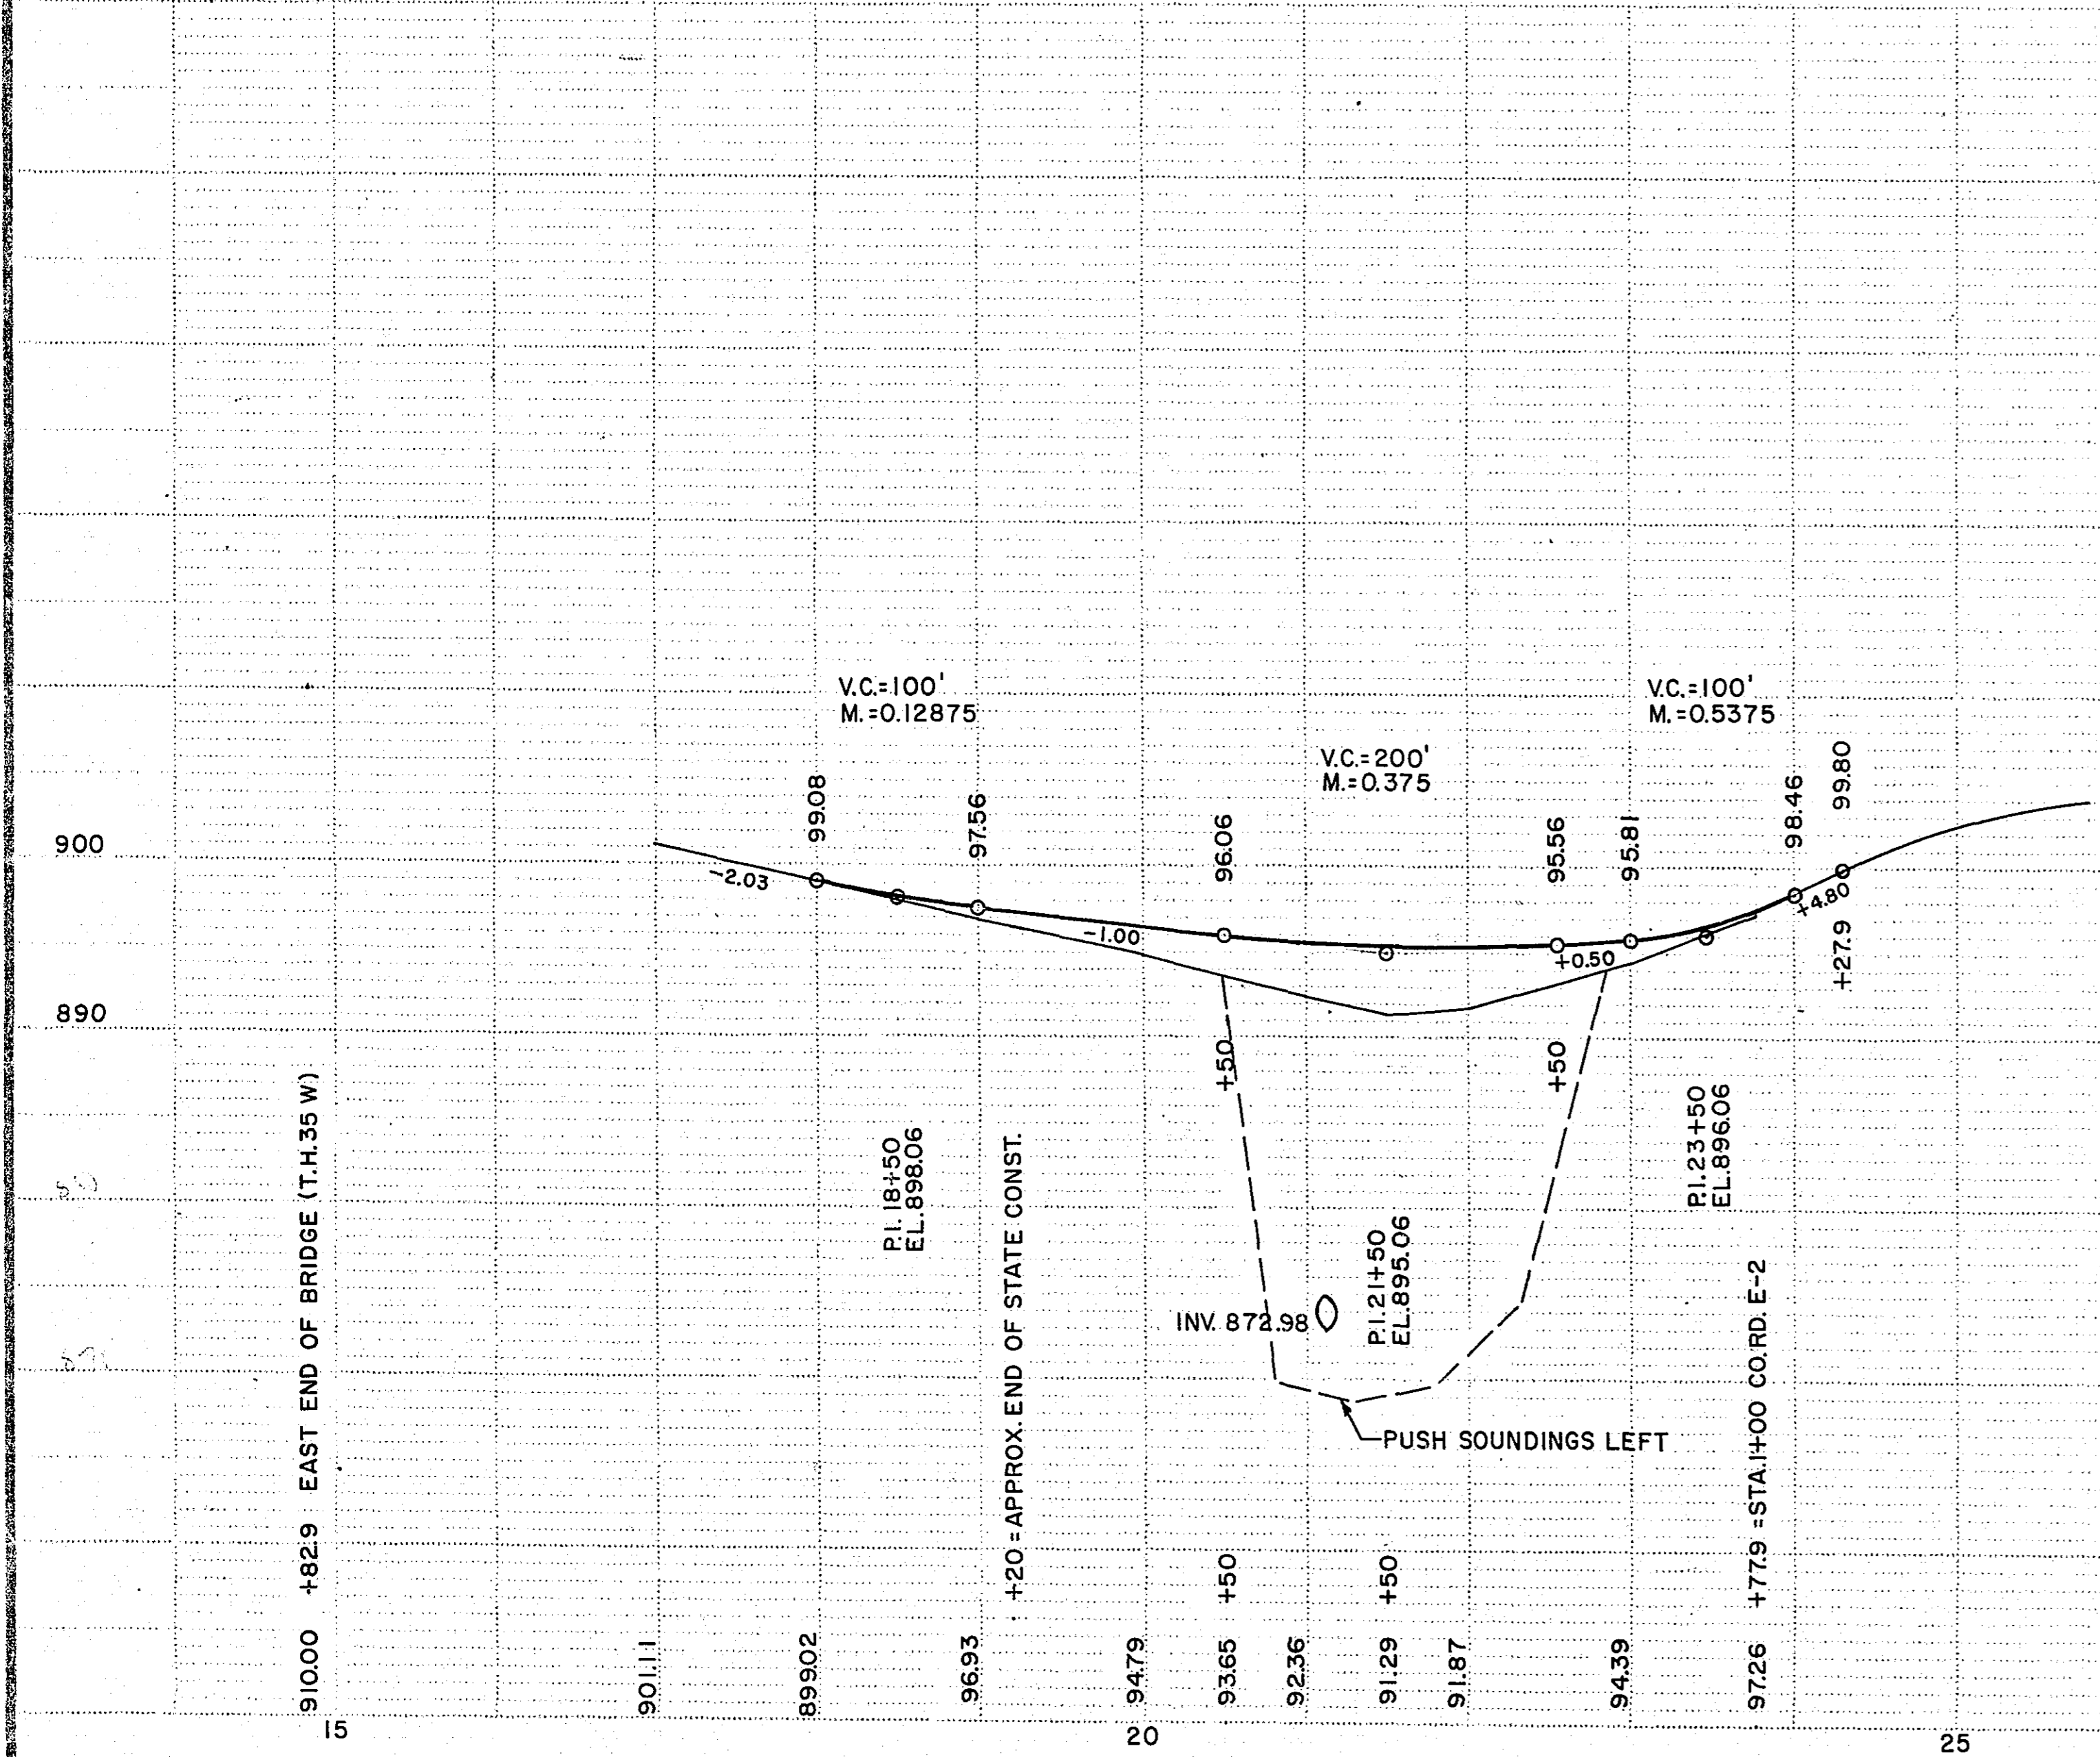 V.C.=100'
M.=0.12875
V.C.=100'
M.=0.5375
V.C.=200'
M.=0.375
99.08
97.56
96.06
95.56
95.81
98.46
99.80
900
-2.03
-1.00
+0.50
+4.80
+27.9
890
+50
+50
910.00 +82.9 EAST END OF BRIDGE (T.H.35 W)
P.I. 18+50
EL.898.06
+20 = APPROX. END OF STATE CONST.
INV. 872.98
P.I.21+50
EL.895.06
P.I.23+50
EL.896.06
PUSH SOUNDINGS LEFT
901.11
899.02
96.93
94.79
93.65 +50
92.36
91.29 +50
91.87
94.39
97.26 +77.9 =STA.1+00 CO.RD. E-2
15
20
25